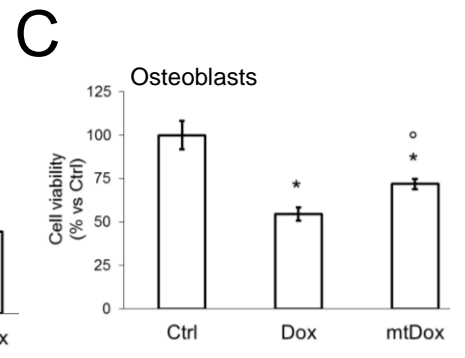 C
Osteoblasts
Cell viability
(% vs Ctrl)
125
100
75
50
25
0
*
°
*
Ctrl
Dox
mtDox
x